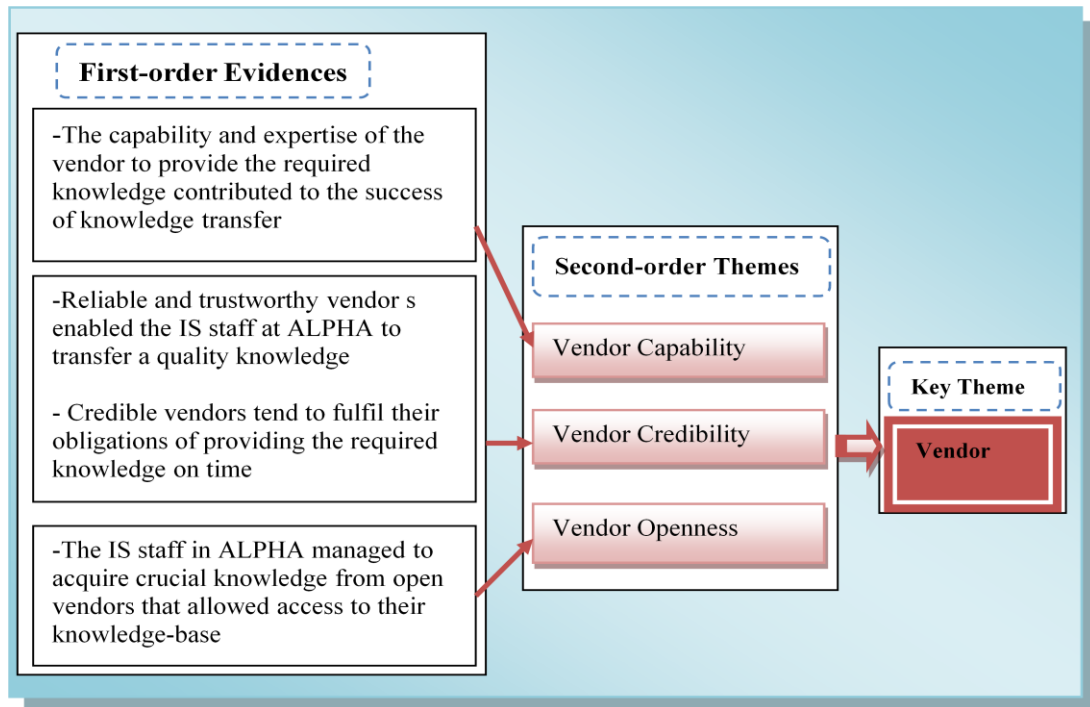 First-order Evidences
-The capability and expertise of the
vendor to provide the required
knowledge contributed to the success
of knowledge transfer
-Reliable and trustworthy vendor s
enabled the IS staff at ALPHA to
transfer a quality knowledge
- Credible vendors tend to fulfil their
obligations of providing the required
knowledge on time
-The IS staff in ALPHA managed to
acquire crucial knowledge from open
vendors that allowed access to their
knowledge-base
Second-order Themes
Vendor Capability
Vendor Credibility
Vendor Openness
Key Theme
Vendor